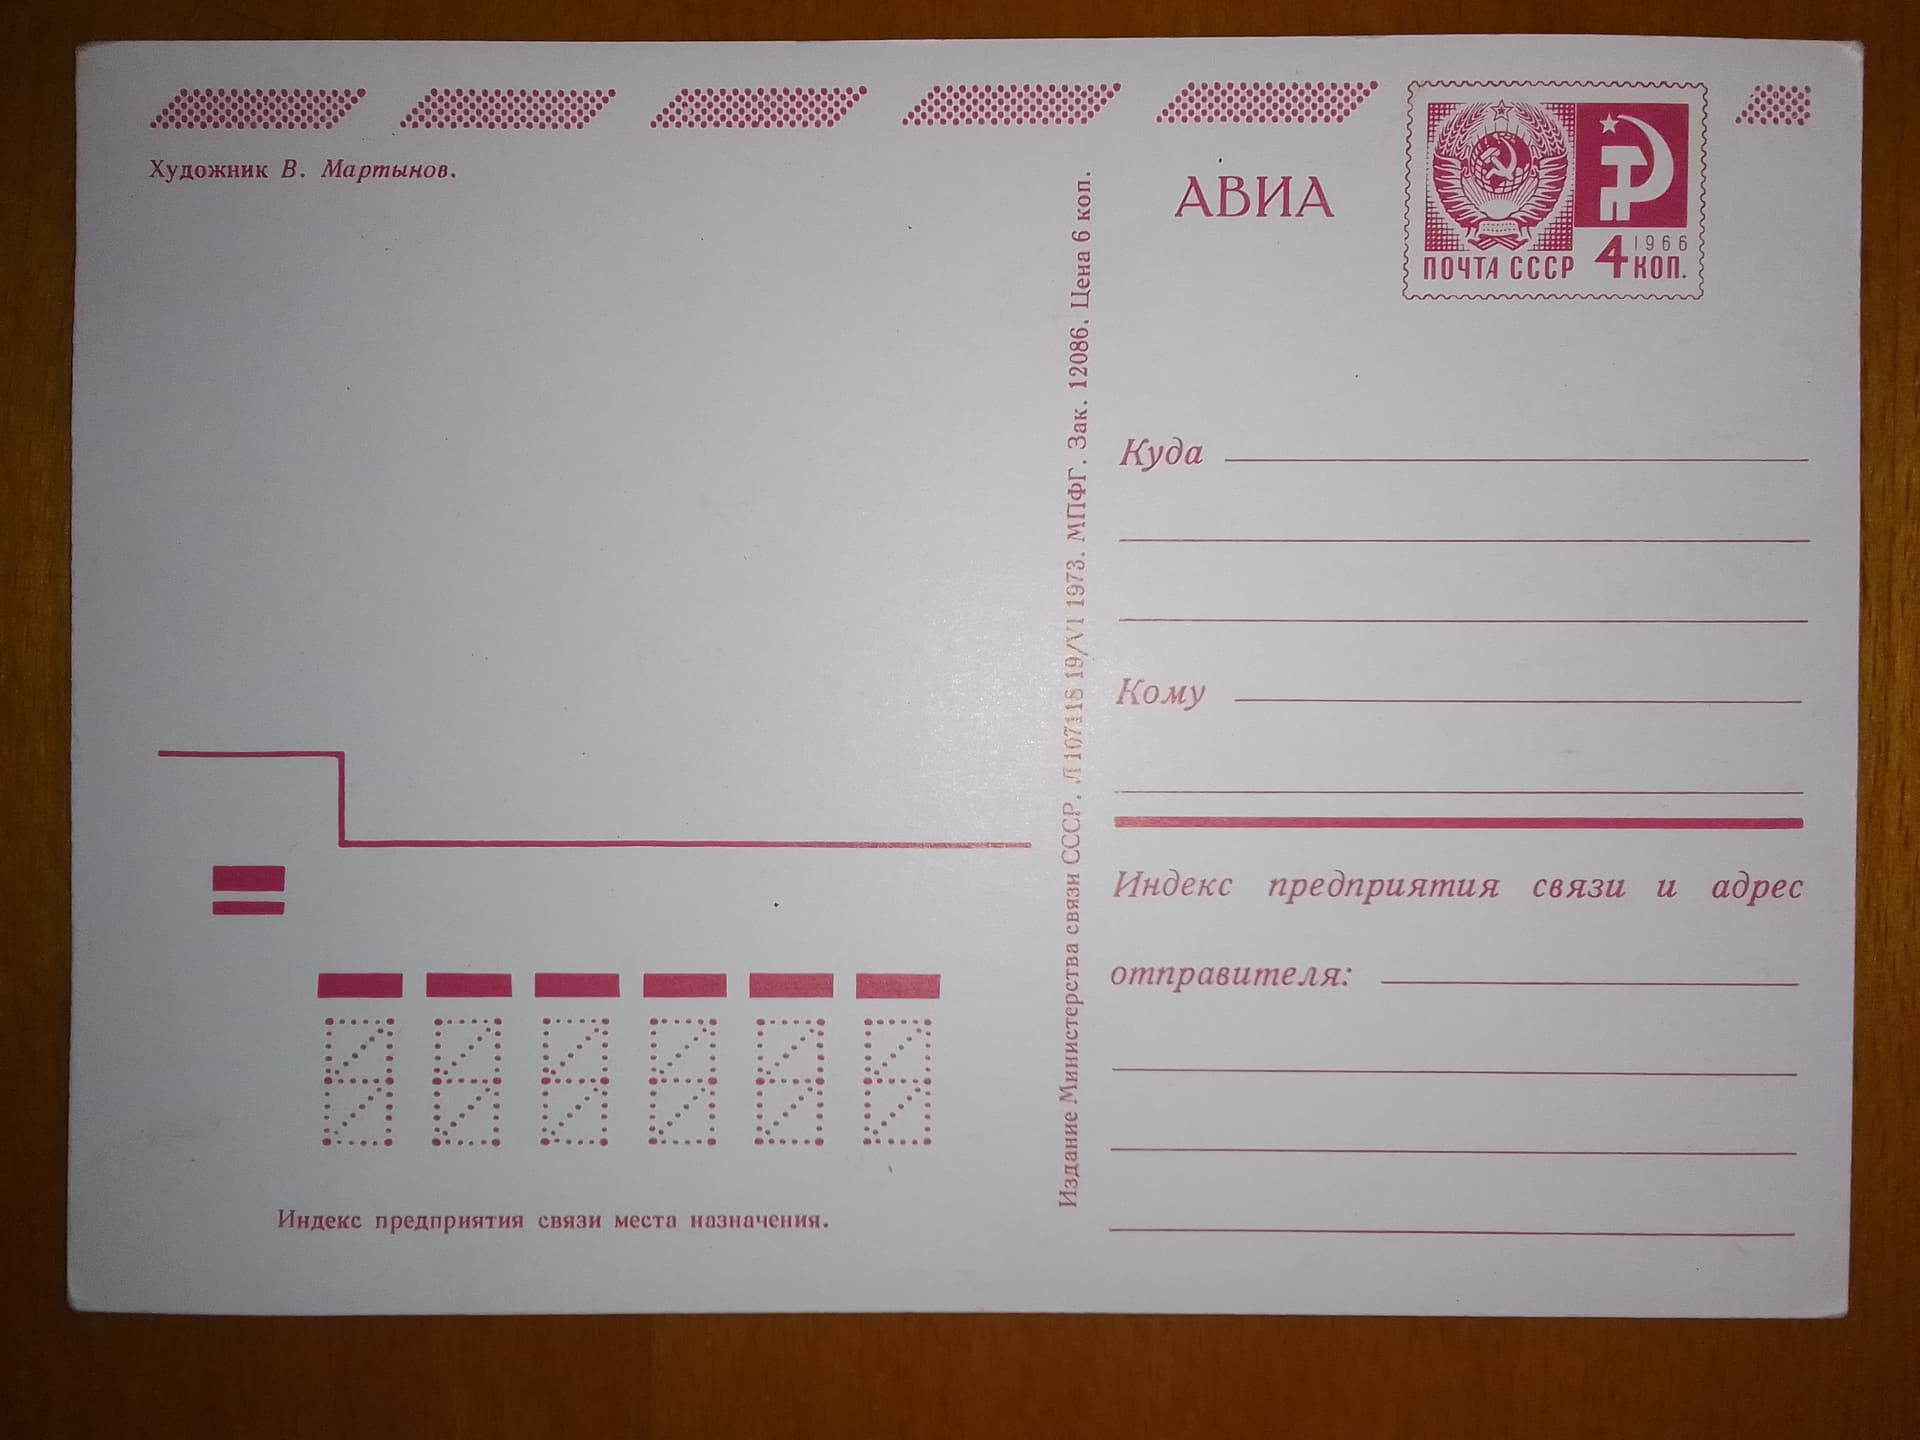 Художник В. Мартынов.
АВИА
1966
ПОЧТА СССР 4 КОП.
Издание Министерства связи СССР. Л 107118 19/VI 1973. МПФГ. Зак. 12086. Цена 6 коп.
Куда
Кому
Индекс предприятия связи и адрес
отправителя:
Индекс предприятия связи места назначения.